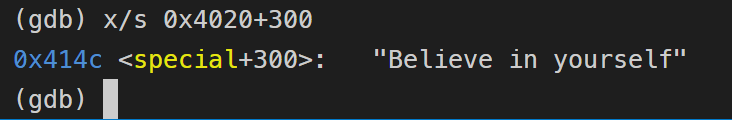 (gdb) x/s 0x4020+300
0x414c <special+300>:   "Believe in yourself"
(gdb)